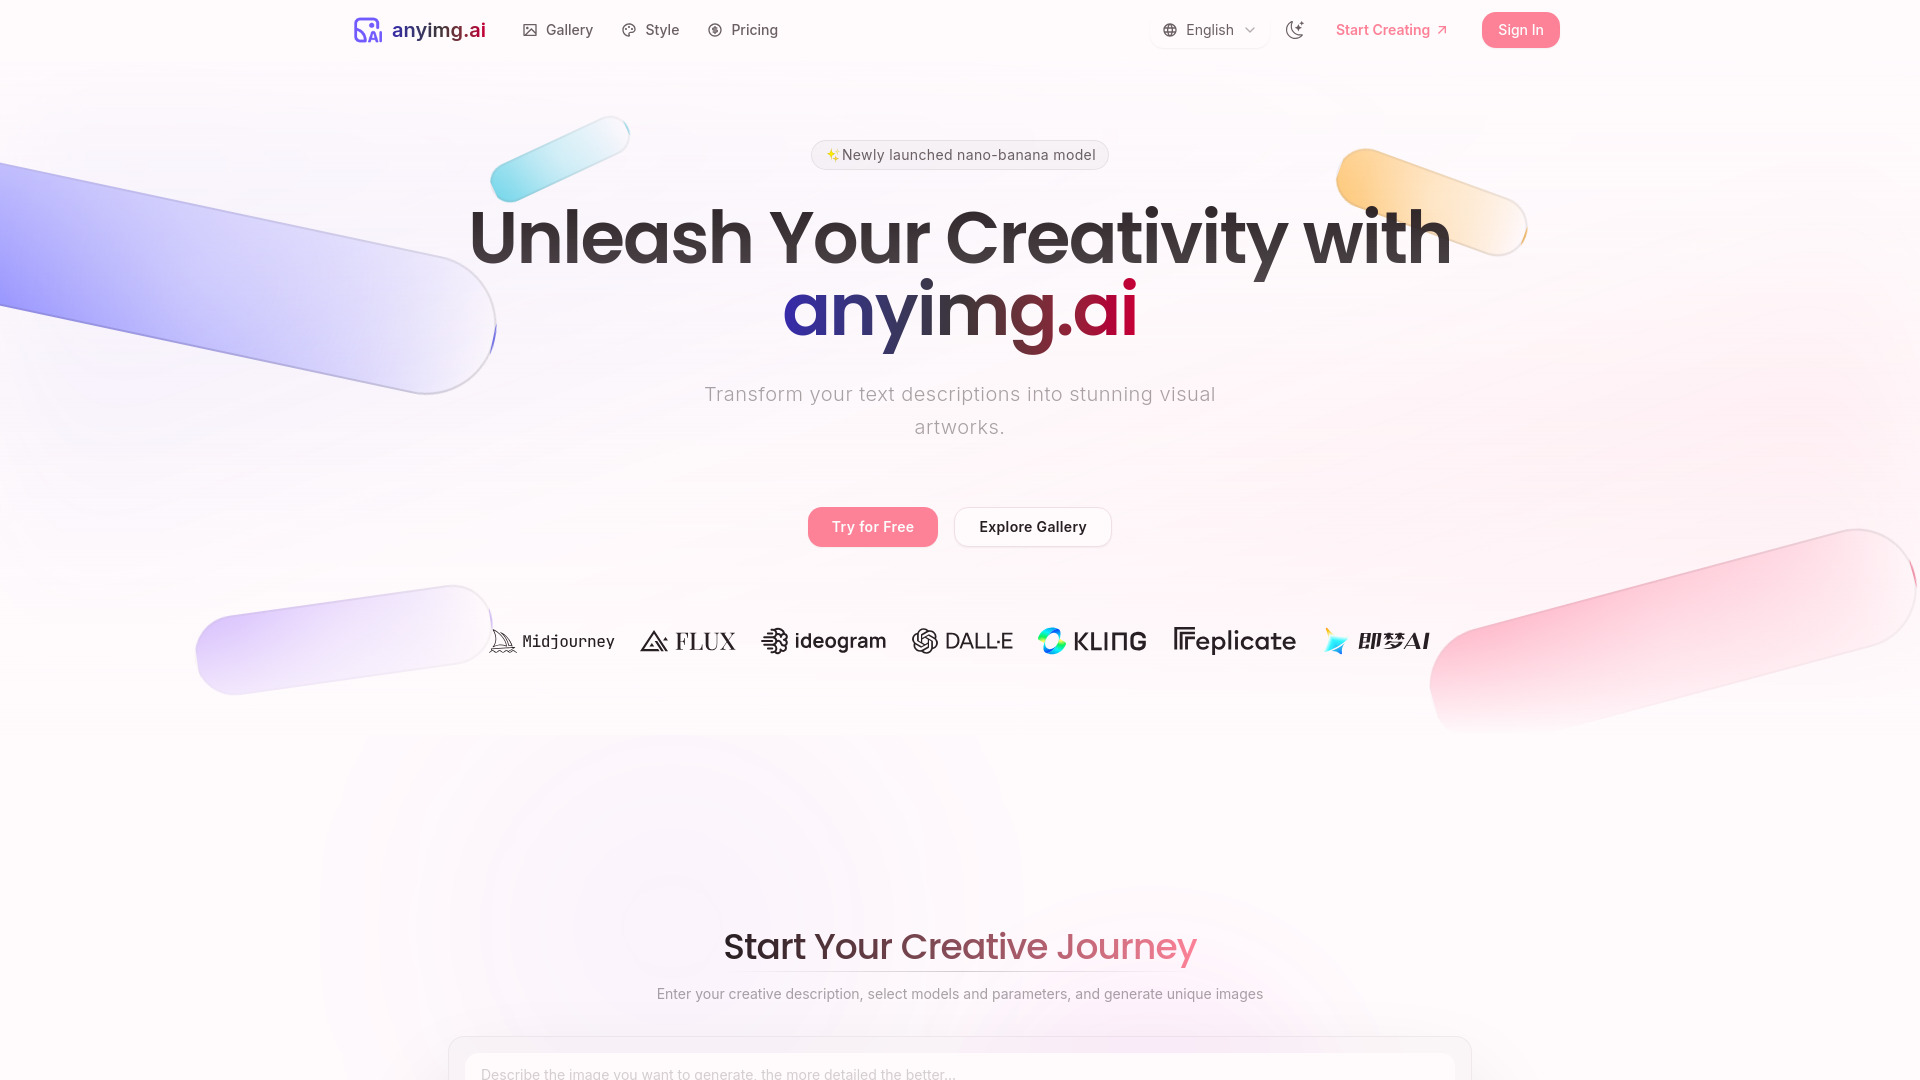 AI anyimg.ai Gallery Style Pricing English Start Creating Sign In
Newly launched nano-banana model
Unleash Your Creativity with
anyimg.ai
Transform your text descriptions into stunning visual
artworks.
Try for Free Explore Gallery
Midjourney FLUX ideogram DALL·E KLING replicate 即梦AI
Start Your Creative Journey
Enter your creative description, select models and parameters, and generate unique images
Describe the image you want to generate, the more detailed the better...